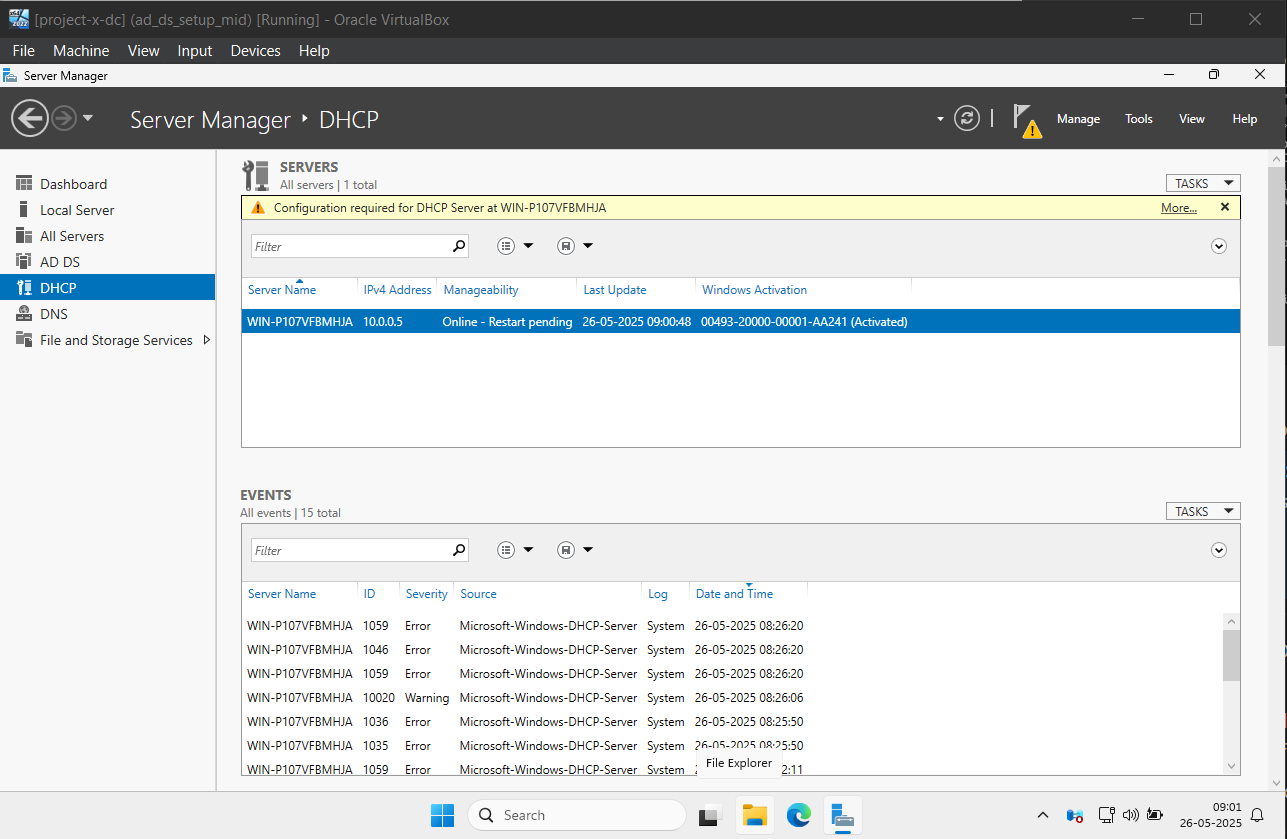 [project-x-dc] (ad_ds_setup_mid) [Running] - Oracle VirtualBox
File Machine View Input Devices Help
Server Manager
Server Manager DHCP
Manage Tools View Help
Dashboard
Local Server
All Servers
AD DS
DHCP
DNS
File and Storage Services
SERVERS
All servers | 1 total
TASKS
Configuration required for DHCP Server at WIN-P107VFBMHJA More...
Filter
Server Name IPv4 Address Manageability Last Update Windows Activation
WIN-P107VFBMHJA 10.0.0.5 Online - Restart pending 26-05-2025 09:00:48 00493-20000-00001-AA241 (Activated)
EVENTS
All events | 15 total
TASKS
Filter
Server Name ID Severity Source Log Date and Time
WIN-P107VFBMHJA 1059 Error Microsoft-Windows-DHCP-Server System 26-05-2025 08:26:20
WIN-P107VFBMHJA 1046 Error Microsoft-Windows-DHCP-Server System 26-05-2025 08:26:20
WIN-P107VFBMHJA 1059 Error Microsoft-Windows-DHCP-Server System 26-05-2025 08:26:20
WIN-P107VFBMHJA 10020 Warning Microsoft-Windows-DHCP-Server System 26-05-2025 08:26:06
WIN-P107VFBMHJA 1036 Error Microsoft-Windows-DHCP-Server System 26-05-2025 08:25:50
WIN-P107VFBMHJA 1035 Error Microsoft-Windows-DHCP-Server System 26-05-2025 08:25:50
WIN-P107VFBMHJA 1059 Error Microsoft-Windows-DHCP-Server System 2:11
File Explorer
Search
09:01
26-05-2025